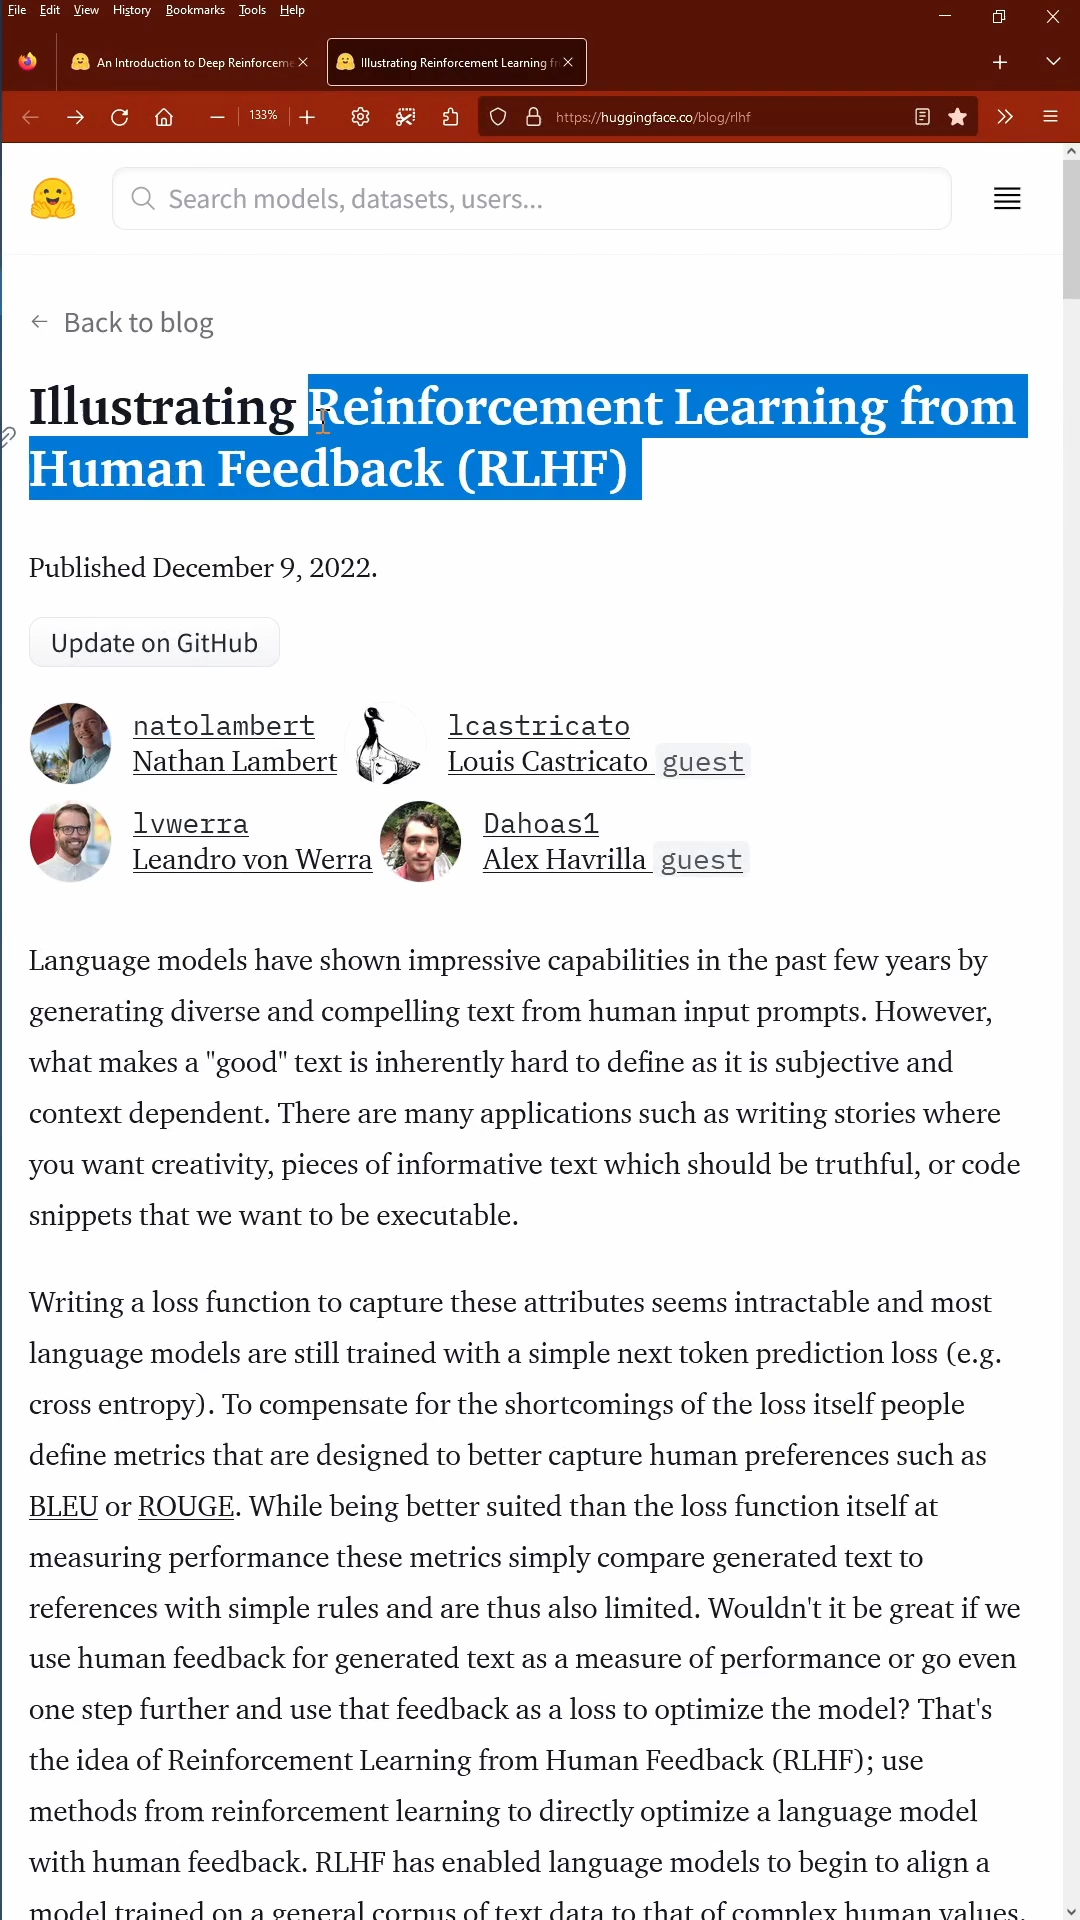 File Edit View History Bookmarks Tools Help
An Introduction to Deep Reinforceme
Illustrating Reinforcement Learning fr
133%
https://huggingface.co/blog/rlhf
Search models, datasets, users...
Back to blog
Illustrating Reinforcement Learning from
Human Feedback (RLHF)
Published December 9, 2022.
Update on GitHub
natolambert
Nathan Lambert
lcastricato
Louis Castricato guest
lvwerra
Leandro von Werra
Dahoas1
Alex Havrilla guest
Language models have shown impressive capabilities in the past few years by
generating diverse and compelling text from human input prompts. However,
what makes a "good" text is inherently hard to define as it is subjective and
context dependent. There are many applications such as writing stories where
you want creativity, pieces of informative text which should be truthful, or code
snippets that we want to be executable.
Writing a loss function to capture these attributes seems intractable and most
language models are still trained with a simple next token prediction loss (e.g.
cross entropy). To compensate for the shortcomings of the loss itself people
define metrics that are designed to better capture human preferences such as
BLEU or ROUGE. While being better suited than the loss function itself at
measuring performance these metrics simply compare generated text to
references with simple rules and are thus also limited. Wouldn't it be great if we
use human feedback for generated text as a measure of performance or go even
one step further and use that feedback as a loss to optimize the model? That's
the idea of Reinforcement Learning from Human Feedback (RLHF); use
methods from reinforcement learning to directly optimize a language model
with human feedback. RLHF has enabled language models to begin to align a
model trained on a general corpus of text data to that of complex human values.